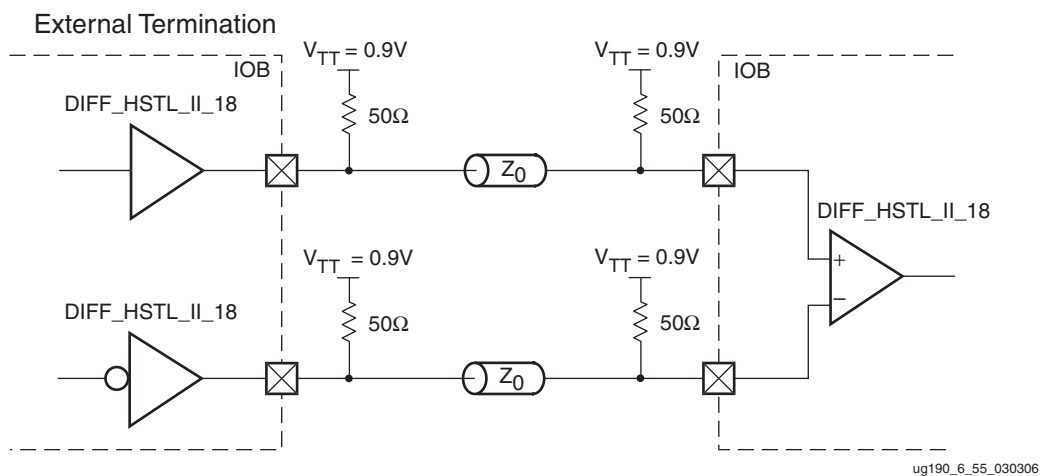 External Termination
IOB
V_TT = 0.9V
V_TT = 0.9V
IOB
DIFF_HSTL_II_18
50Ω
50Ω
Z_0
DIFF_HSTL_II_18
+
−
V_TT = 0.9V
V_TT = 0.9V
DIFF_HSTL_II_18
50Ω
50Ω
Z_0
ug190_6_55_030306